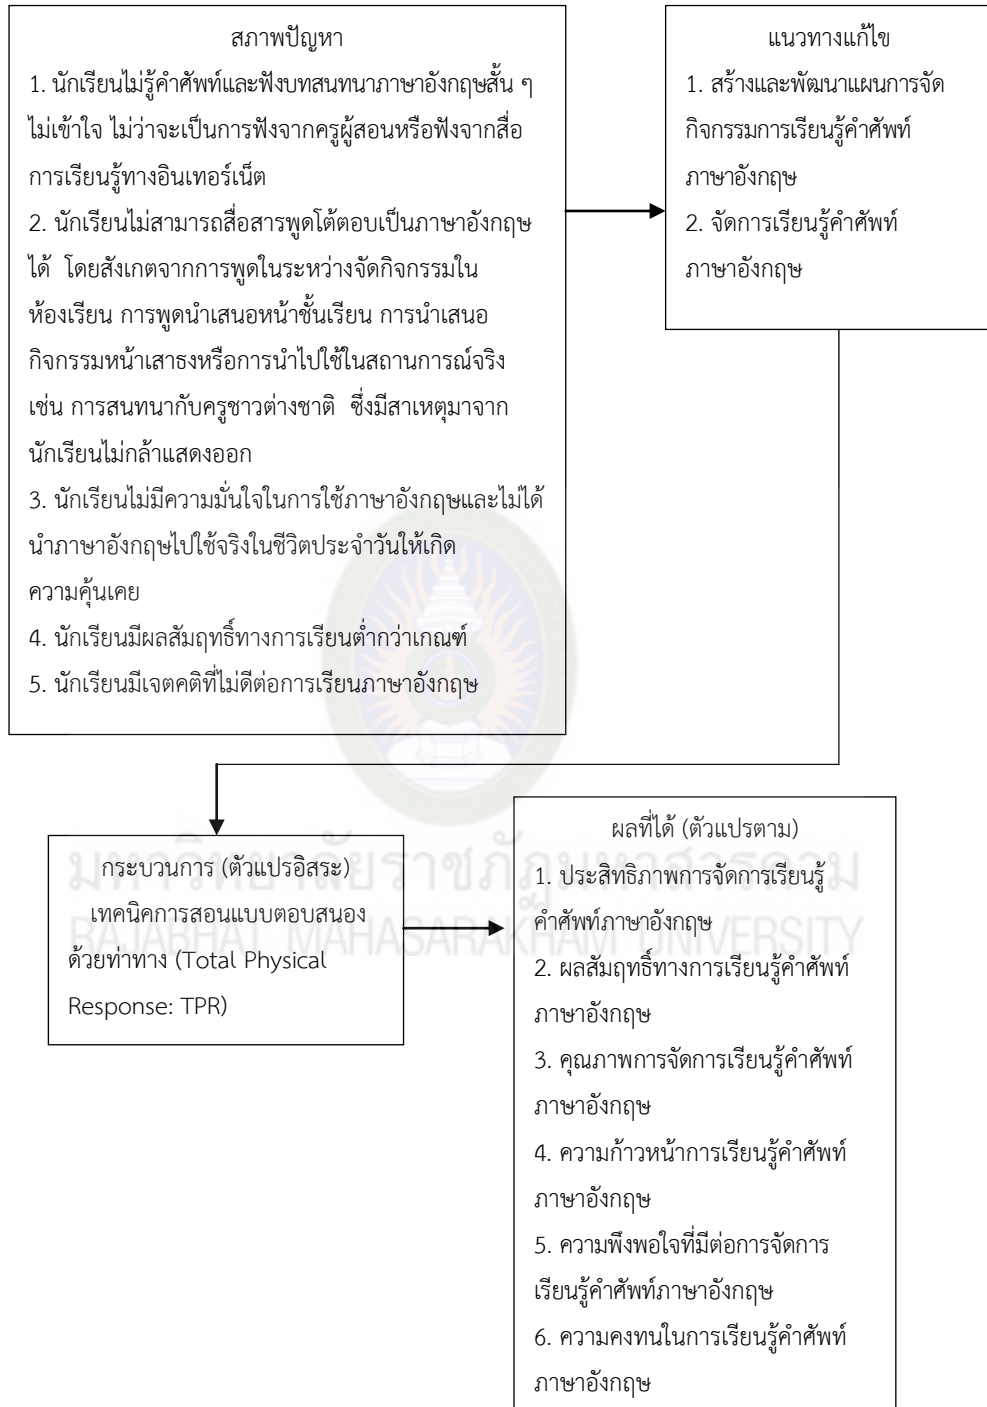 สภาพปัญหา
1. นักเรียนไม่รู้คำศัพท์และฟังบทสนทนาภาษาอังกฤษสั้น ๆ
ไม่เข้าใจ ไม่ว่าจะเป็นการฟังจากครูผู้สอนหรือฟังจากสื่อ
การเรียนรู้ทางอินเทอร์เน็ต
2. นักเรียนไม่สามารถสื่อสารพูดโต้ตอบเป็นภาษาอังกฤษ
ได้ โดยสังเกตจากการพูดในระหว่างจัดกิจกรรมใน
ห้องเรียน การพูดนำเสนอหน้าชั้นเรียน การนำเสนอ
กิจกรรมหน้าเสาธงหรือการนำไปใช้ในสถานการณ์จริง
เช่น การสนทนากับครูชาวต่างชาติ ซึ่งมีสาเหตุมาจาก
นักเรียนไม่กล้าแสดงออก
3. นักเรียนไม่มีความมั่นใจในการใช้ภาษาอังกฤษและไม่ได้
นำภาษาอังกฤษไปใช้จริงในชีวิตประจำวันให้เกิด
ความคุ้นเคย
4. นักเรียนมีผลสัมฤทธิ์ทางการเรียนต่ำกว่าเกณฑ์
5. นักเรียนมีเจตคติที่ไม่ดีต่อการเรียนภาษาอังกฤษ
แนวทางแก้ไข
1. สร้างและพัฒนาแผนการจัด
กิจกรรมการเรียนรู้คำศัพท์
ภาษาอังกฤษ
2. จัดการเรียนรู้คำศัพท์
ภาษาอังกฤษ
กระบวนการ (ตัวแปรอิสระ)
เทคนิคการสอนแบบตอบสนอง
ด้วยท่าทาง (Total Physical
Response: TPR)
ผลที่ได้ (ตัวแปรตาม)
1. ประสิทธิภาพการจัดการเรียนรู้
คำศัพท์ภาษาอังกฤษ
2. ผลสัมฤทธิ์ทางการเรียนรู้คำศัพท์
ภาษาอังกฤษ
3. คุณภาพการจัดการเรียนรู้คำศัพท์
ภาษาอังกฤษ
4. ความก้าวหน้าการเรียนรู้คำศัพท์
ภาษาอังกฤษ
5. ความพึงพอใจที่มีต่อการจัดการ
เรียนรู้คำศัพท์ภาษาอังกฤษ
6. ความคงทนในการเรียนรู้คำศัพท์
ภาษาอังกฤษ
มหาวิทยาลัยราชภัฏมหาสารคาม
RAJABHAT MAHASARAKHAM UNIVERSITY